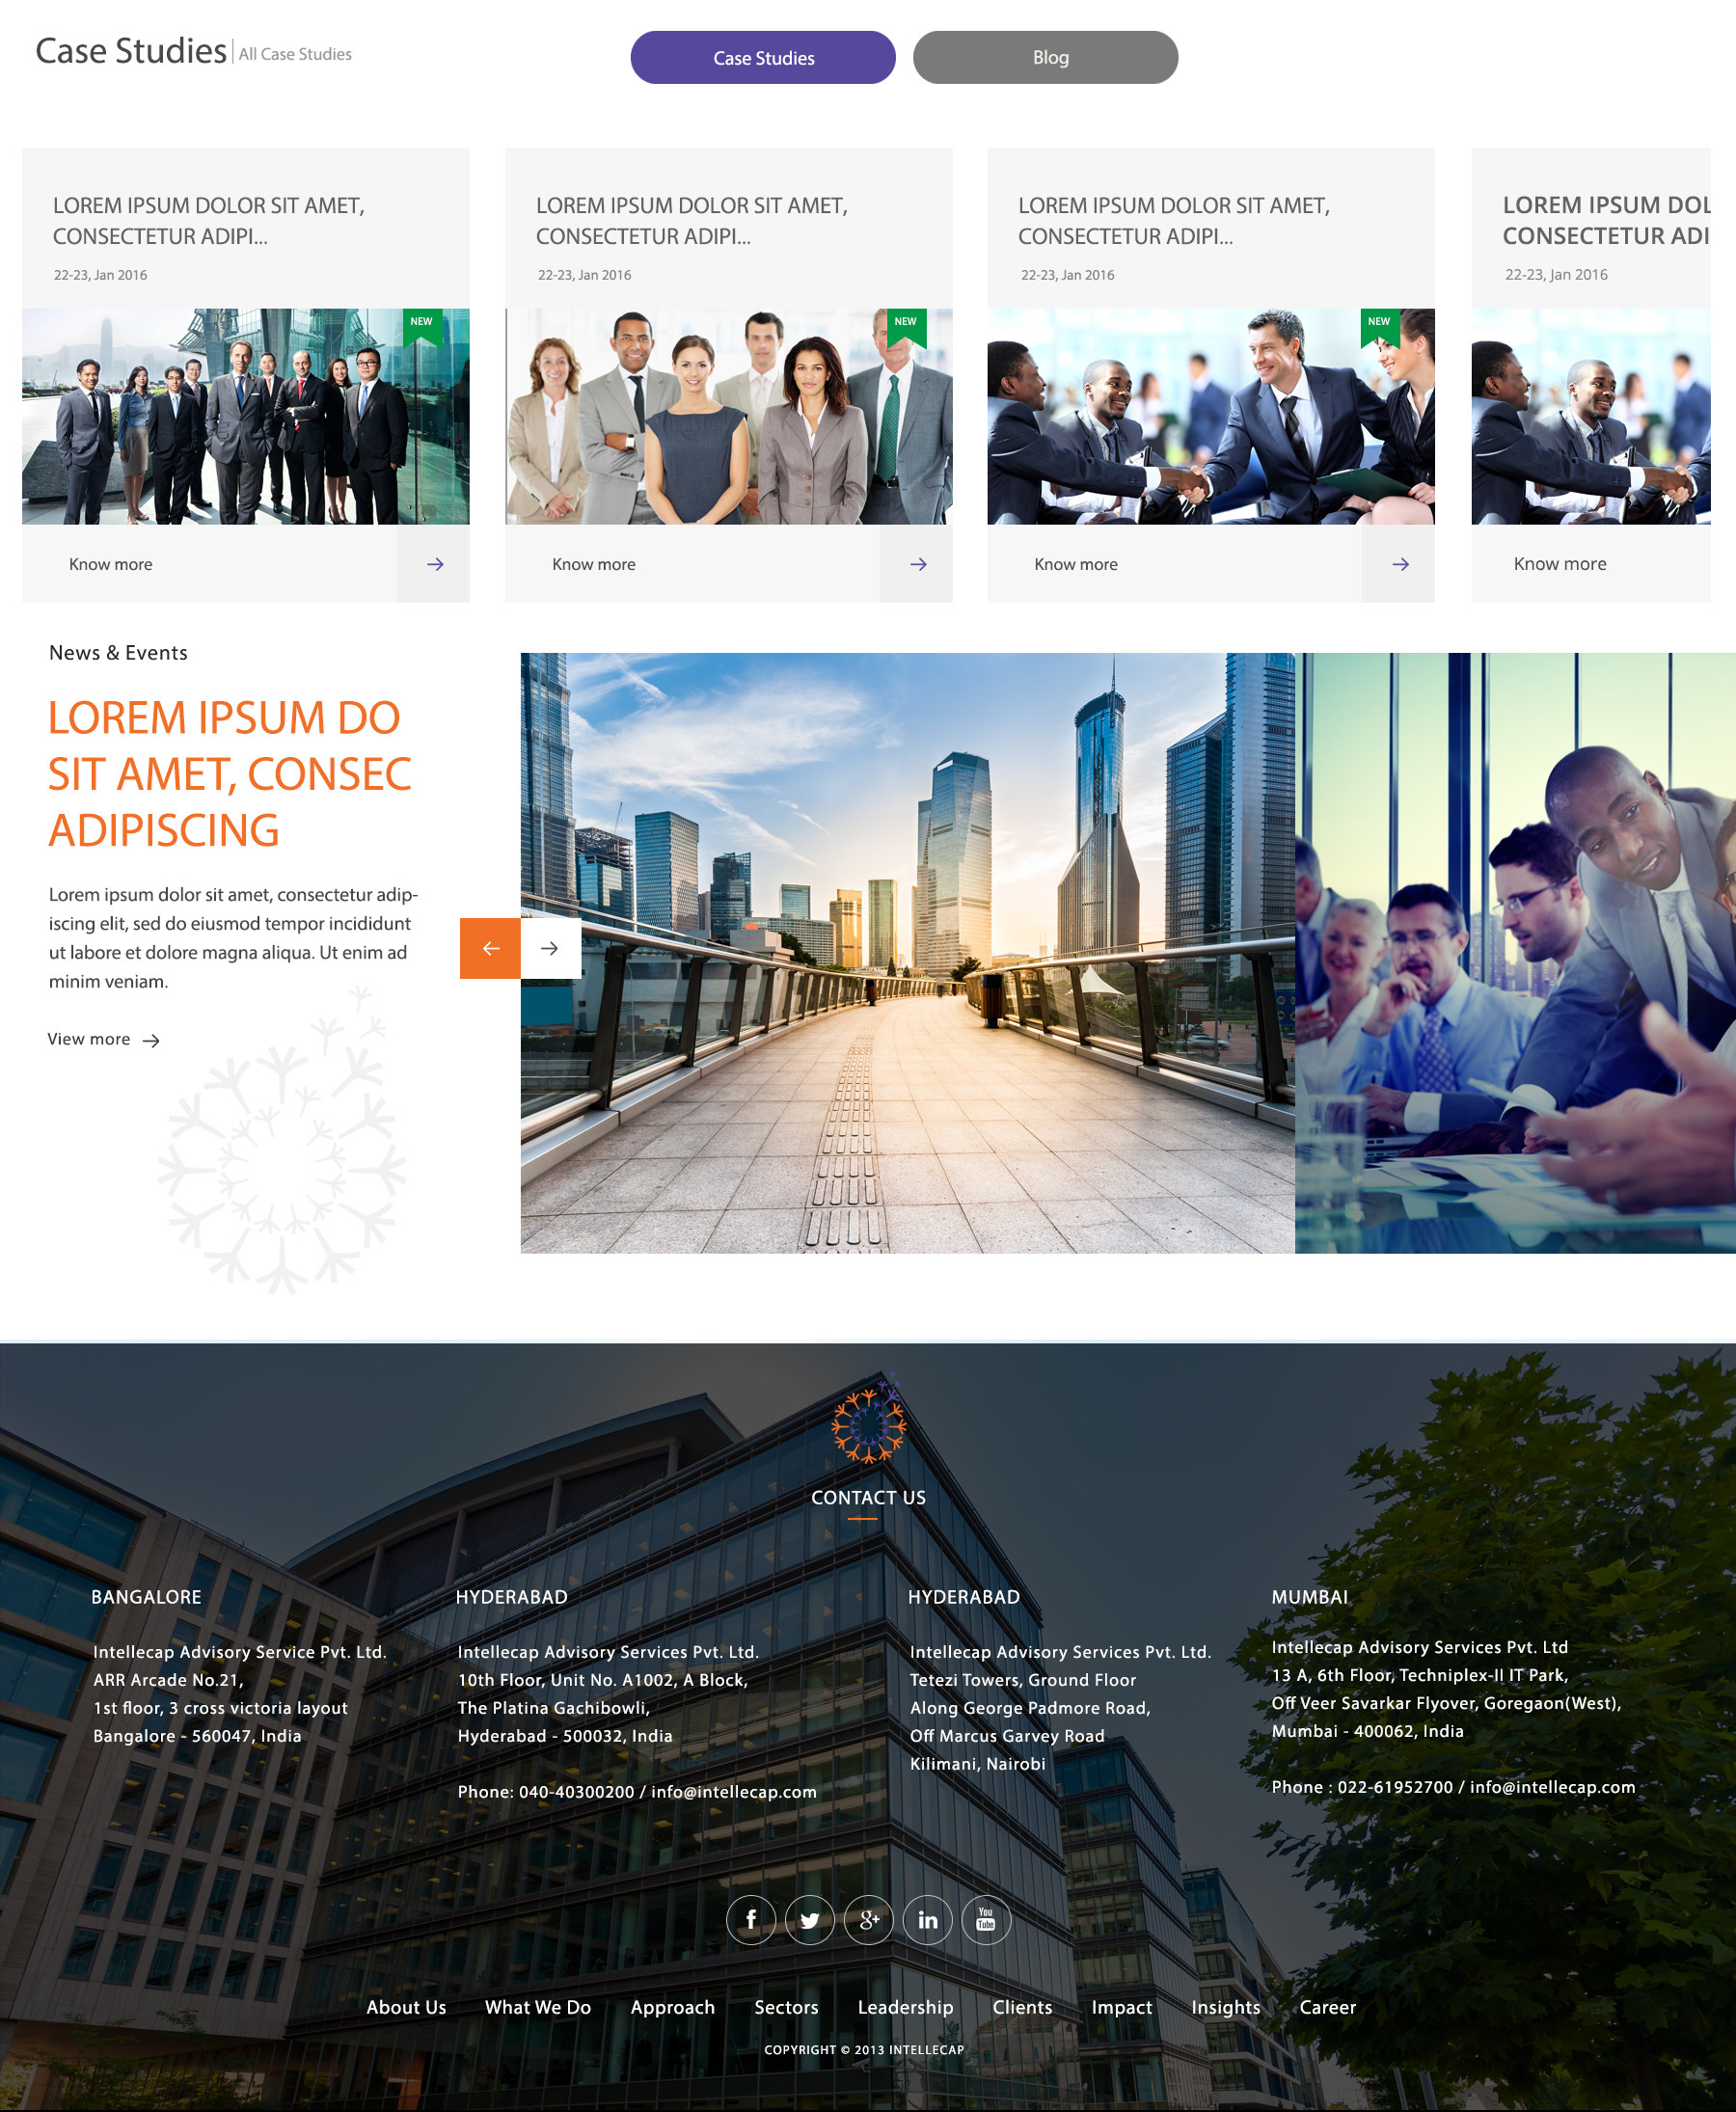 Case Studies
All Case Studies
Case Studies
Blog
LOREM IPSUM DOLOR SIT AMET,
CONSECTETUR ADIPI...
22-23, Jan 2016
NEW
Know more
LOREM IPSUM DOLOR SIT AMET,
CONSECTETUR ADIPI...
22-23, Jan 2016
NEW
Know more
LOREM IPSUM DOLOR SIT AMET,
CONSECTETUR ADIPI...
22-23, Jan 2016
NEW
Know more
LOREM IPSUM DOL
CONSECTETUR ADI
22-23, Jan 2016
Know more
News & Events
LOREM IPSUM DO
SIT AMET, CONSEC
ADIPISCING
Lorem ipsum dolor sit amet, consectetur adip-
iscing elit, sed do eiusmod tempor incididunt
ut labore et dolore magna aliqua. Ut enim ad
minim veniam.
View more
CONTACT US
BANGALORE
Intellecap Advisory Service Pvt. Ltd.
ARR Arcade No.21,
1st floor, 3 cross victoria layout
Bangalore - 560047, India
HYDERABAD
Intellecap Advisory Services Pvt. Ltd.
10th Floor, Unit No. A1002, A Block,
The Platina Gachibowli,
Hyderabad - 500032, India
Phone: 040-40300200 / info@intellecap.com
HYDERABAD
Intellecap Advisory Services Pvt. Ltd.
Tetezi Towers, Ground Floor
Along George Padmore Road,
Off Marcus Garvey Road
Kilimani, Nairobi
MUMBAI
Intellecap Advisory Services Pvt. Ltd
13 A, 6th Floor, Techniplex-II IT Park,
Off Veer Savarkar Flyover, Goregaon(West),
Mumbai - 400062, India
Phone : 022-61952700 / info@intellecap.com
f
g+
in
You
Tube
About Us
What We Do
Approach
Sectors
Leadership
Clients
Impact
Insights
Career
COPYRIGHT © 2013 INTELLECAP